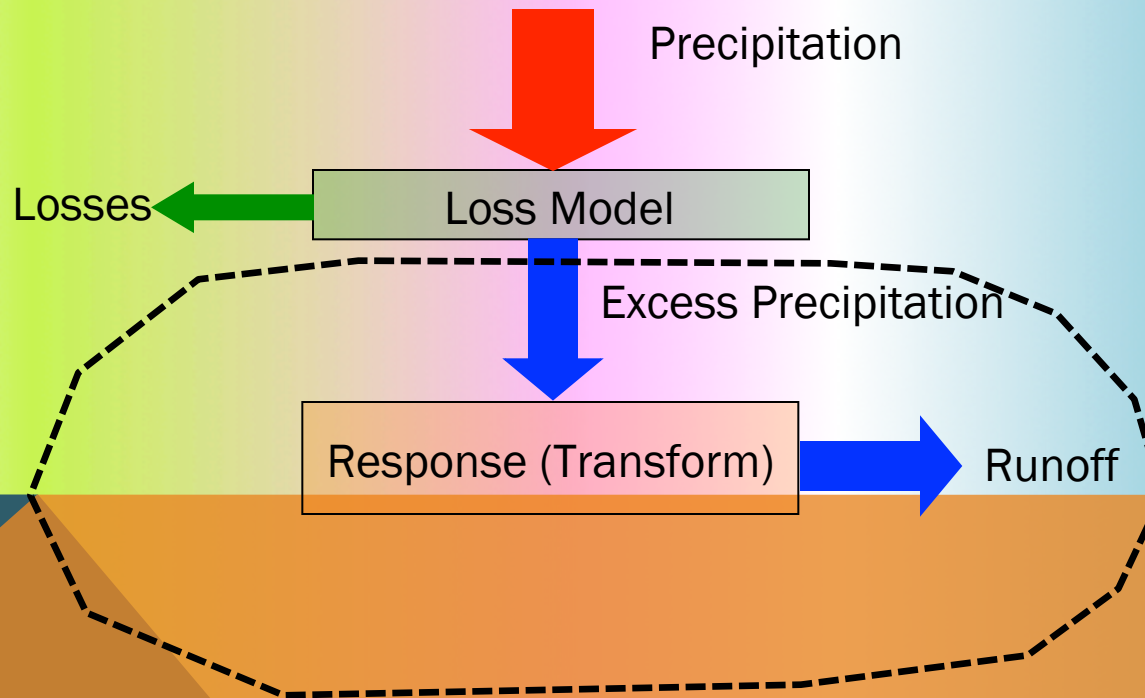 Precipitation
Losses
Loss Model
Excess Precipitation
Response (Transform)
Runoff